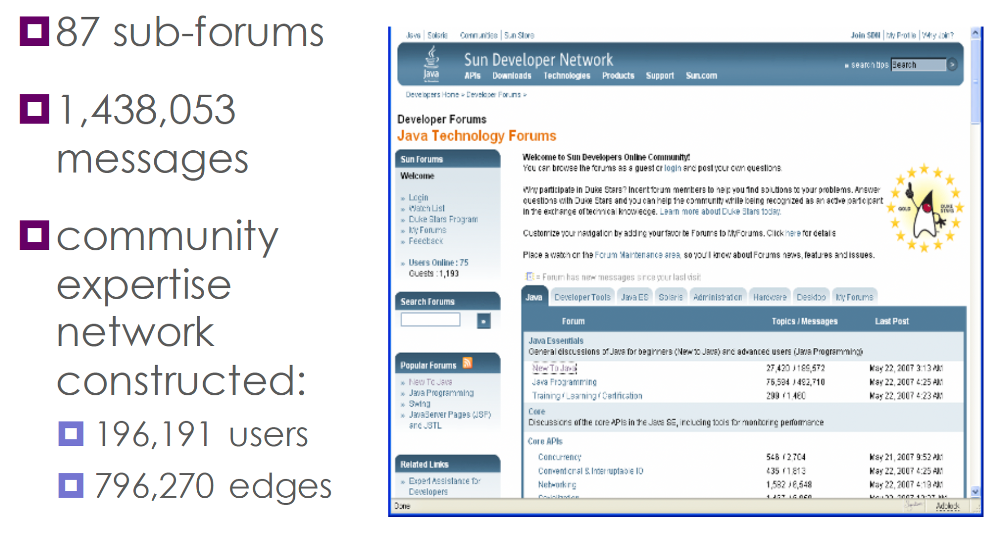 87 sub-forums
1,438,053
messages
community
expertise
network
constructed:
196,191 users
796,270 edges
Java | Solaris Communities | Sun Store
Join SDN | My Profile | Why Join?
Java
Sun Developer Network
» search tips Search
APIs Downloads Technologies Products Support Sun.com
Developers Home > Developer Forums >
Developer Forums
Java Technology Forums
Sun Forums
Welcome
» Login
» Watch List
» Duke Stars Program
» My Forums
» Feedback
» Users Online : 75
Guests : 1,193
Search Forums
Popular Forums
» New To Java
» Java Programming
» Swing
» JavaServer Pages (JSP)
and JSTL
Related Links
» Expert Assistance for
Developers
Welcome to Sun Developers Online Community!
You can browse the forums as a guest or login and post your own questions.
Why participate in Duke Stars? Incent forum members to help you find solutions to your problems. Answer
questions with Duke Stars and you can help the community while being recognized as an active participant
in the exchange of technical knowledge. Learn more about Duke Stars today.
GOLD DUKE
STARS
Customize your navigation by adding your favorite Forums to MyForums. Click here for details
Place a watch on the Forum Maintenance area, so you'll know about Forums news, features and issues.
= Forum has new messages since your last visit
Java Developer Tools Java ES Solaris Administration Hardware Desktop My Forums
Forum Topics / Messages Last Post
Java Essentials
General discussions of Java for beginners (New to Java) and advanced users (Java Programming)
New To Java 27,420 / May 22, 2007 3:13 AM
Java Programming 76,594 / 492,710 May 22, 2007 4:25 AM
Training / Learning / Certification 299 / 1,460 May 22, 2007 4:23 AM
Core
Discussions of the core APIs in the Java SE, including tools for monitoring performance
Core APIs
Concurrency 546 / 2,704 May 21, 2007 9:52 AM
Conventional & Interruptable IO 435 / 1,813 May 22, 2007 4:25 AM
Networking 1,582 / 6,548 May 22, 2007 4:19 AM
Done
Adblock